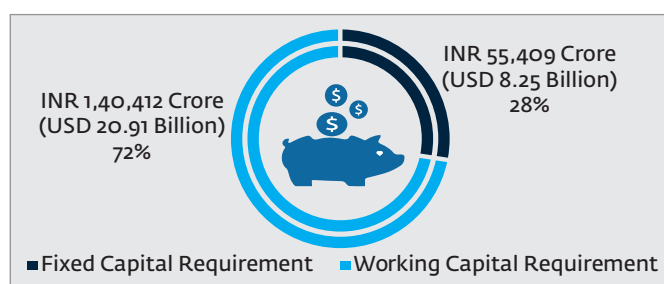 INR 55,409 Crore
(USD 8.25 Billion)
28%
INR 1,40,412 Crore
(USD 20.91 Billion)
72%
$
$
$
Fixed Capital Requirement
Working Capital Requirement